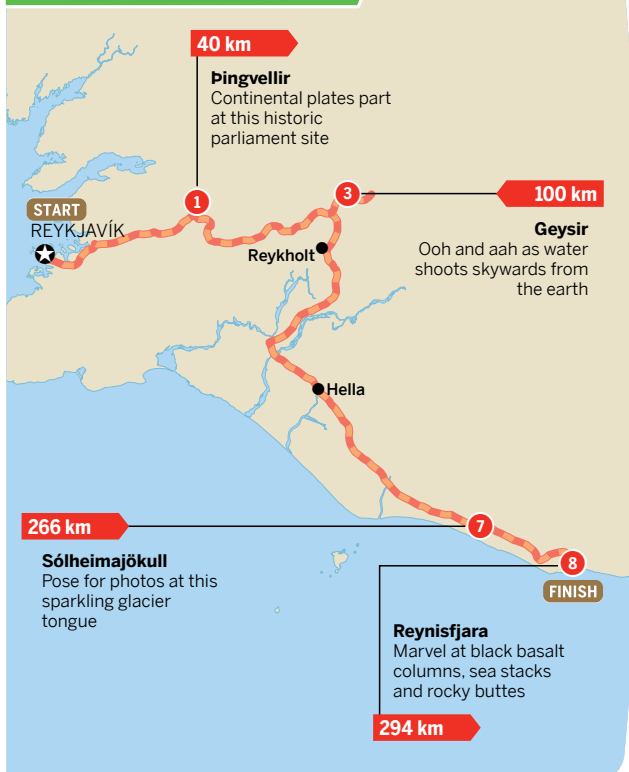 40 km
Þingvellir
Continental plates part
at this historic
parliament site
1
3
100 km
START
REYKJAVÍK
Reykholt
Geysir
Ooh and aah as water
shoots skywards from
the earth
Hella
266 km
7
Sólheimajökull
Pose for photos at this
sparkling glacier
tongue
8
FINISH
Reynisfjara
Marvel at black basalt
columns, sea stacks
and rocky buttes
294 km